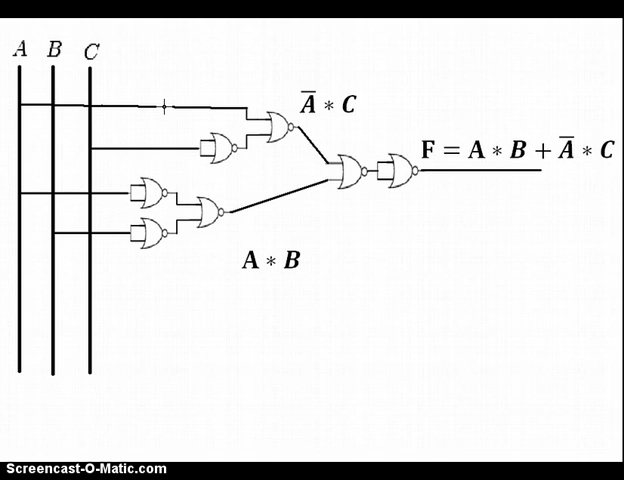 A B C
A̅ * C
F = A * B + A̅ * C
A * B
Screencast-O-Matic.com